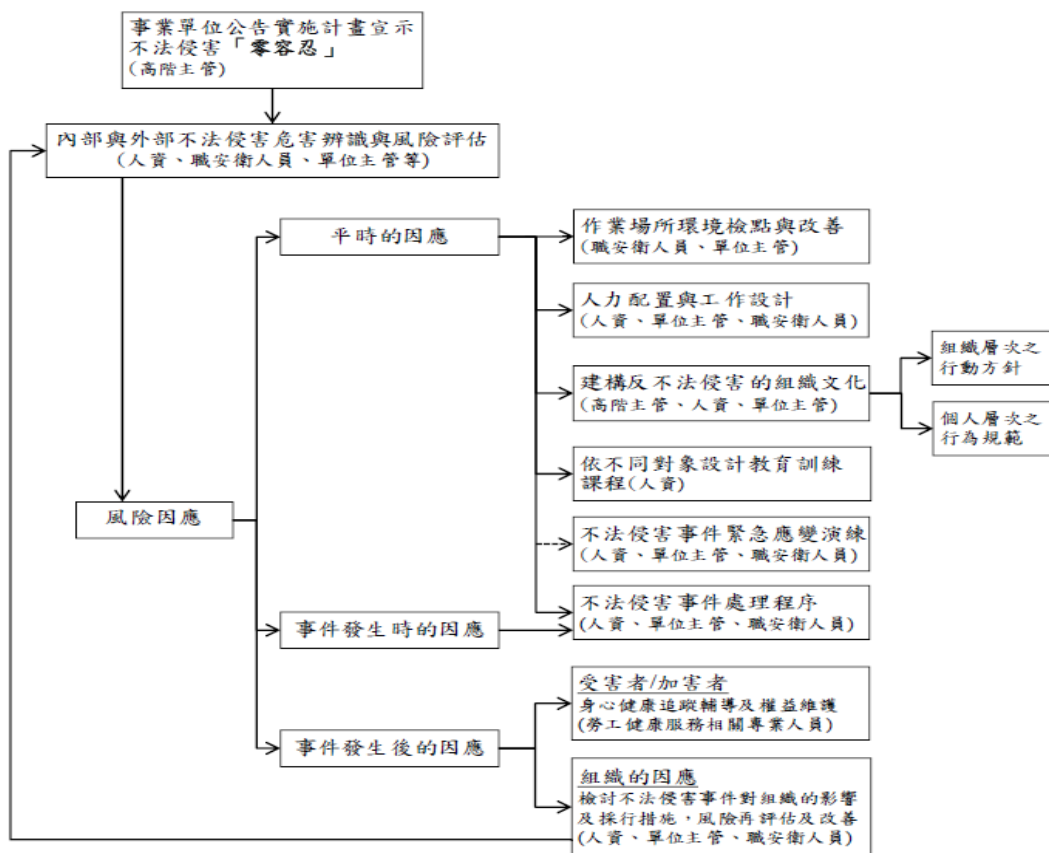 事業單位公告實施計畫宣示
不法侵害「零容忍」
(高階主管)
內部與外部不法侵害危害辨識與風險評估
(人資、職安衛人員、單位主管等)
風險因應
平時的因應
作業場所環境檢點與改善
(職安衛人員、單位主管)
人力配置與工作設計
(人資、單位主管、職安衛人員)
建構反不法侵害的組織文化
(高階主管、人資、單位主管)
組織層次之
行動方針
個人層次之
行為規範
依不同對象設計教育訓練
課程(人資)
不法侵害事件緊急應變演練
(人資、單位主管、職安衛人員)
事件發生時的因應
不法侵害事件處理程序
(人資、單位主管、職安衛人員)
事件發生後的因應
受害者/加害者
身心健康追蹤輔導及權益維護
(勞工健康服務相關專業人員)
組織的因應
檢討不法侵害事件對組織的影響
及採行措施，風險再評估及改善
(人資、單位主管、職安衛人員)